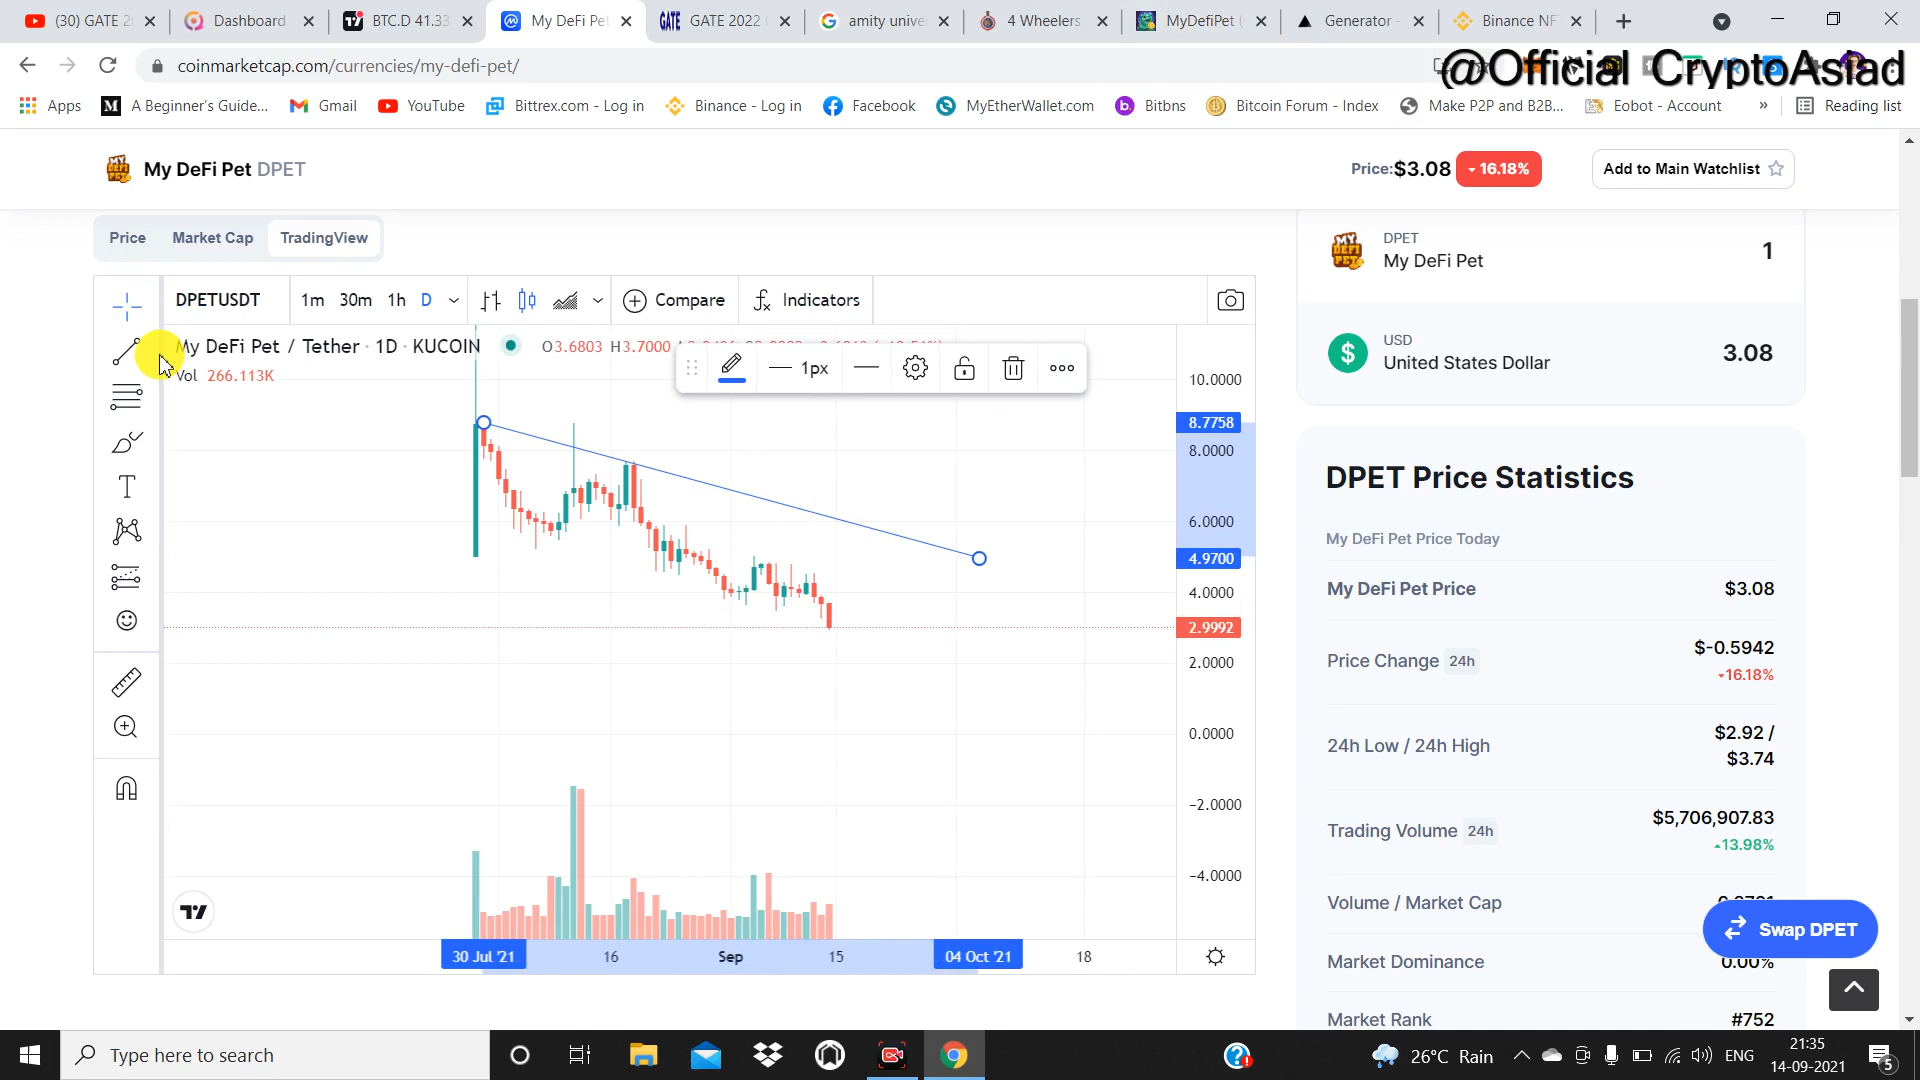 (30) GATE 2
Dashboard
BTC.D 41.33
My DeFi Pet
GATE 2022
amity unive
4 Wheelers
MyDefiPet
Generator -
Binance NF
coinmarketcap.com/currencies/my-defi-pet/
@Official CryptoAsiad
Apps
A Beginner's Guide...
Gmail
YouTube
Bittrex.com - Log in
Binance - Log in
Facebook
MyEtherWallet.com
Bitbns
Bitcoin Forum - Index
Make P2P and B2B...
Eobot - Account
»
Reading list
My DeFi Pet DPET
Price:$3.08
16.18%
Add to Main Watchlist
Price
Market Cap
TradingView
DPETUSDT
1m 30m 1h D
Compare
Indicators
My DeFi Pet / Tether · 1D · KUCOIN
O3.6803 H3.7000
Vol 266.113K
1px
10.0000
8.7758
8.0000
6.0000
4.9700
4.0000
2.9992
2.0000
0.0000
-2.0000
-4.0000
30 Jul '21
16
Sep
15
04 Oct '21
18
DPET
My DeFi Pet
1
USD
United States Dollar
3.08
DPET Price Statistics
My DeFi Pet Price Today
My DeFi Pet Price
$3.08
Price Change 24h
$-0.5942
16.18%
24h Low / 24h High
$2.92 /
$3.74
Trading Volume 24h
$5,706,907.83
13.98%
Volume / Market Cap
Swap DPET
Market Dominance
0.00%
Market Rank
#752
Type here to search
26°C Rain
ENG
21:35
14-09-2021
5